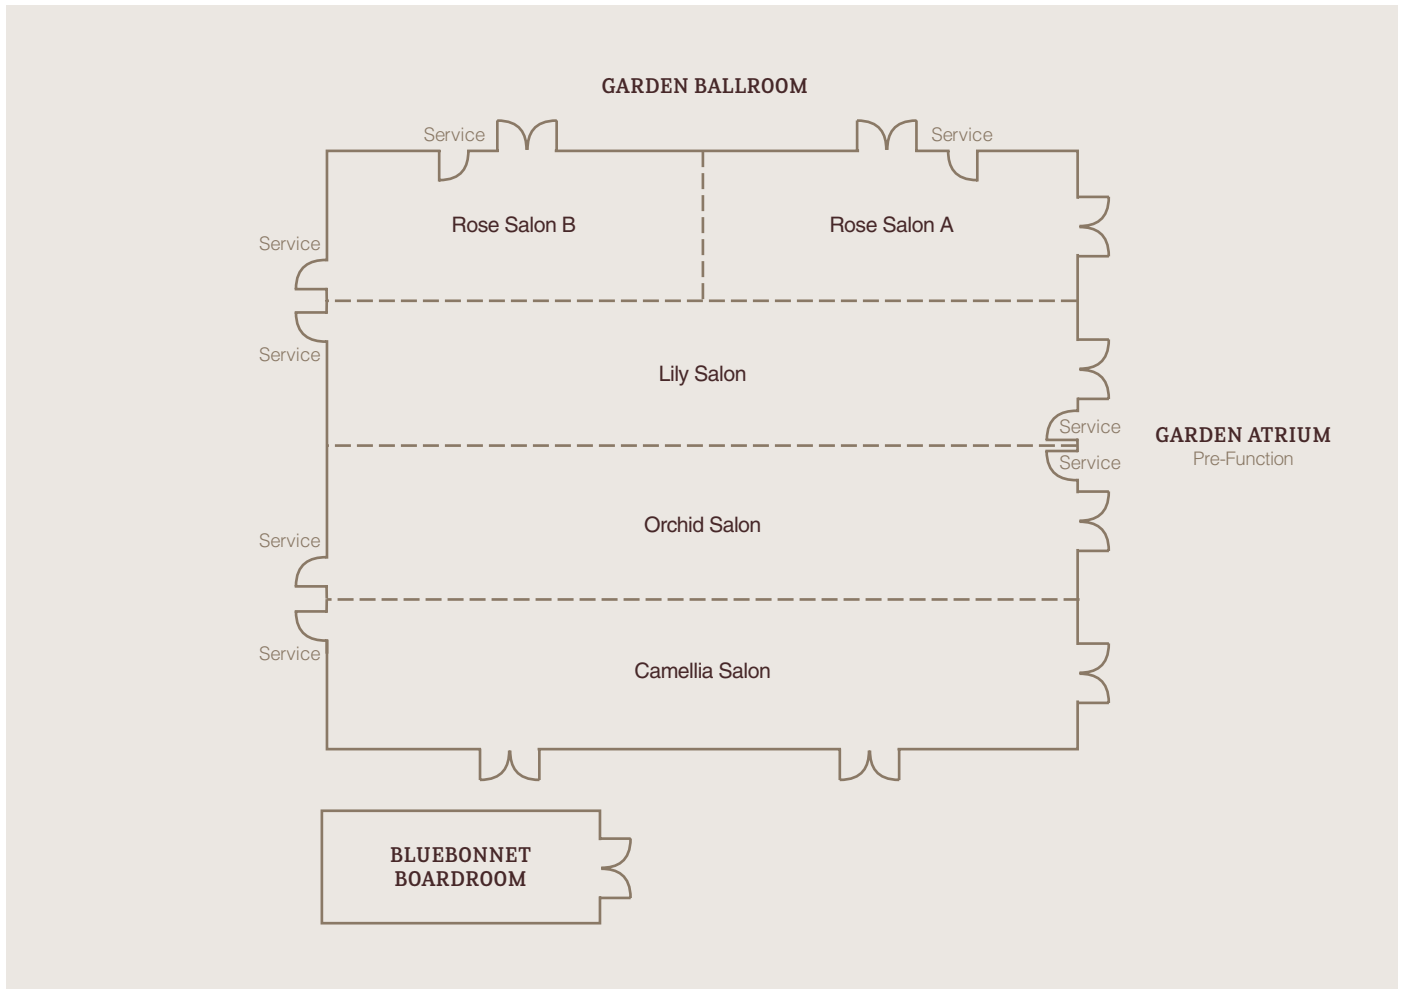 GARDEN BALLROOM
Service
Service
Rose Salon B
Rose Salon A
Service
Service
Lily Salon
Service
GARDEN ATRIUM
Pre-Function
Service
Orchid Salon
Service
Service
Camellia Salon
BLUEBONNET
BOARDROOM